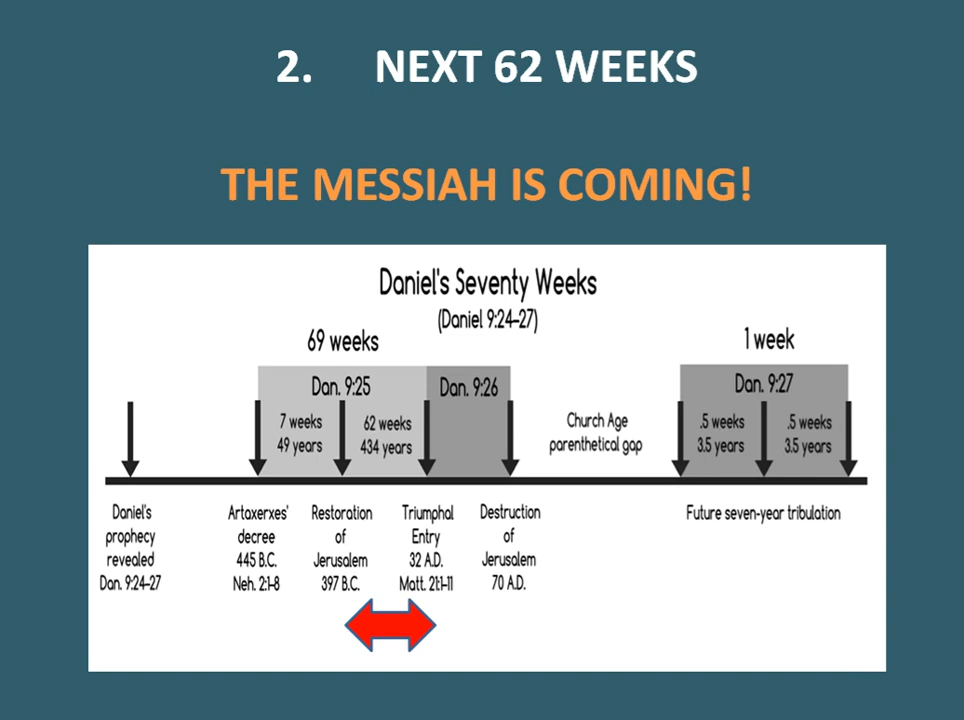 2. NEXT 62 WEEKS
THE MESSIAH IS COMING!
Daniel's Seventy Weeks
(Daniel 9:24-27)
69 weeks
1 week
Dan. 9:25
Dan. 9:26
Dan. 9:27
7 weeks
49 years
62 weeks
434 years
Church Age
parenthetical gap
.5 weeks
3.5 years
.5 weeks
3.5 years
Daniel's
prophecy
revealed
Dan. 9:24-27
Artaxerxes'
decree
445 B.C.
Neh. 2:1-8
Restoration
of
Jerusalem
397 B.C.
Triumphal
Entry
32 A.D.
Matt. 21:1-11
Destruction
of
Jerusalem
70 A.D.
Future seven-year tribulation